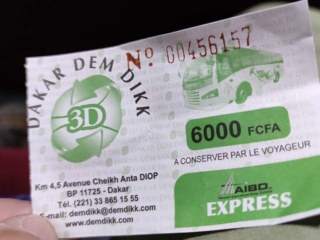 DAKAR DEM DIKK
3D
Nº 00456157
6000 FCFA
A CONSERVER PAR LE VOYAGEUR
Km 4,5 Avenue Cheikh Anta DIOP
BP 11725 - Dakar
Tél. (221) 33 865 15 55
E-mail: demdikk@demdikk.com
www.demdikk.com
AIBD
EXPRESS